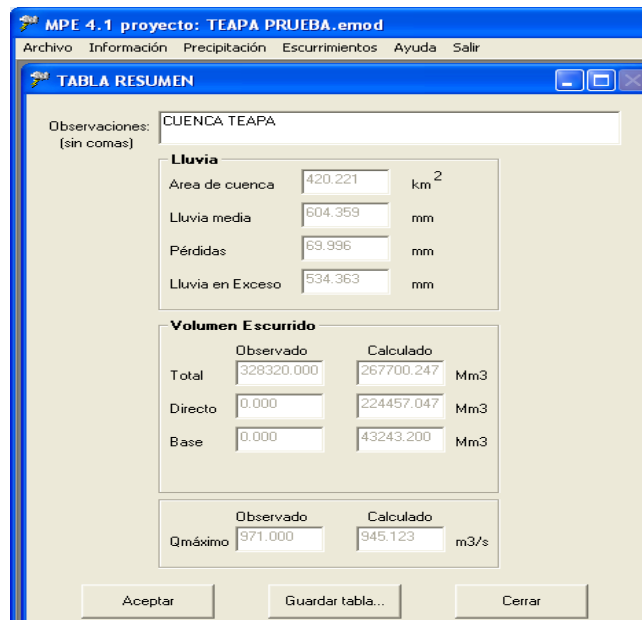 MPE 4.1 proyecto: TEAPA PRUEBA.emod
Archivo Información Precipitación Escurrimientos Ayuda Salir
TABLA RESUMEN
Observaciones: CUENCA TEAPA
(sin comas)
Lluvia
Area de cuenca 420.221 km2
Lluvia media 604.359 mm
Pérdidas 69.996 mm
Lluvia en Exceso 534.363 mm
Volumen Escurrido
Observado Calculado
Total 328320.000 267700.247 Mm3
Directo 0.000 224457.047 Mm3
Base 0.000 43243.200 Mm3
Observado Calculado
Qmáximo 971.000 945.123 m3/s
Aceptar Guardar tabla... Cerrar